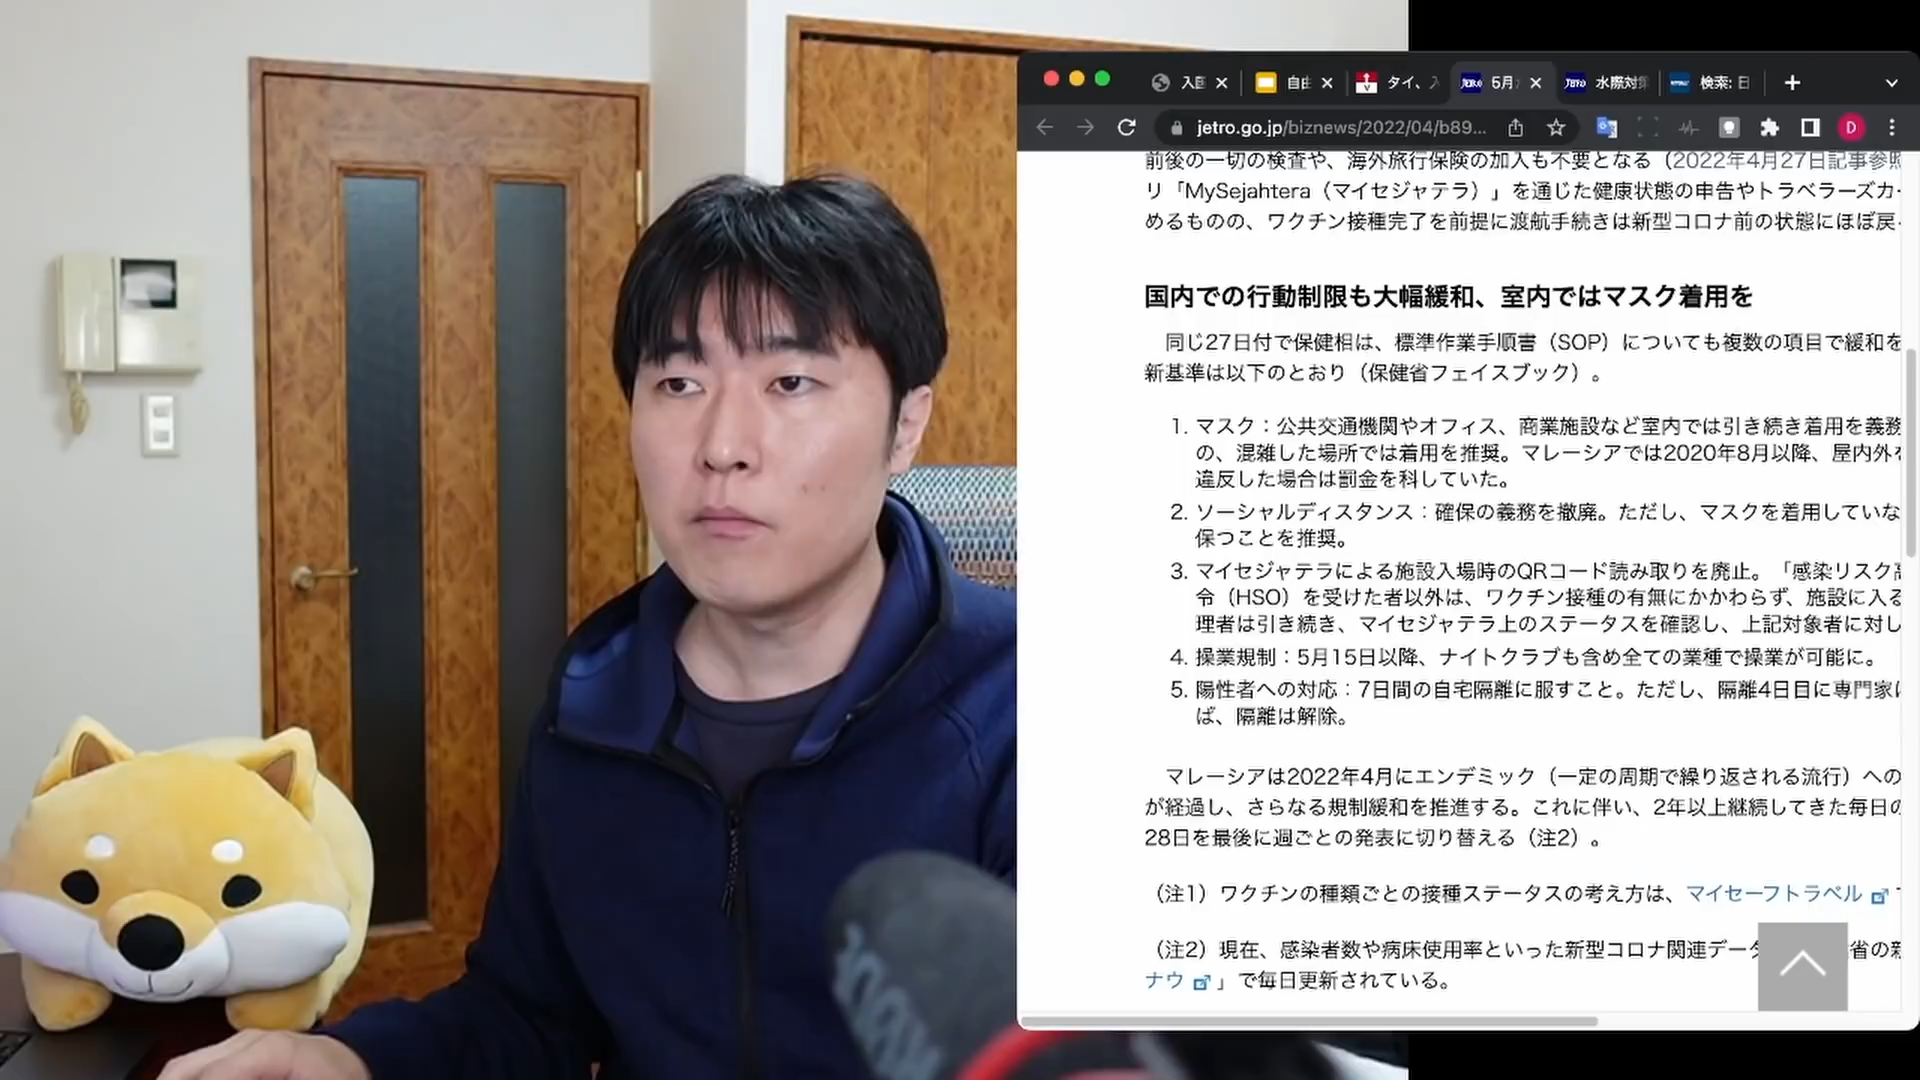 入国
自由
タイ、入
JETRO 5月
JETRO 水際対策
検索: 日
jetro.go.jp/biznews/2022/04/b89...
D
前後の一切の検査や、海外旅行保険の加入も不要となる（2022年4月27日記事参照
リ「MySejahtera（マイセジャテラ）」を通じた健康状態の申告やトラベラーズカ
めるものの、ワクチン接種完了を前提に渡航手続きは新型コロナ前の状態にほぼ戻
国内での行動制限も大幅緩和、室内ではマスク着用を
同じ27日付で保健相は、標準作業手順書（SOP）についても複数の項目で緩和を
新基準は以下のとおり（保健省フェイスブック）。
1. マスク：公共交通機関やオフィス、商業施設など室内では引き続き着用を義務
の、混雑した場所では着用を推奨。マレーシアでは2020年8月以降、屋内外を
違反した場合は罰金を科していた。
2. ソーシャルディスタンス：確保の義務を撤廃。ただし、マスクを着用していな
保つことを推奨。
3. マイセジャテラによる施設入場時のQRコード読み取りを廃止。「感染リスク高
令（HSO）を受けた者以外は、ワクチン接種の有無にかかわらず、施設に入る
理者は引き続き、マイセジャテラ上のステータスを確認し、上記対象者に対し
4. 操業規制：5月15日以降、ナイトクラブも含め全ての業種で操業が可能に。
5. 陽性者への対応：7日間の自宅隔離に服すこと。ただし、隔離4日目に専門家に
ば、隔離は解除。
マレーシアは2022年4月にエンデミック（一定の周期で繰り返される流行）への
が経過し、さらなる規制緩和を推進する。これに伴い、2年以上継続してきた毎日の
28日を最後に週ごとの発表に切り替える（注2）。
（注1）ワクチンの種類ごとの接種ステータスの考え方は、マイセーフトラベル
（注2）現在、感染者数や病床使用率といった新型コロナ関連データ 省の新
ナウ 」で毎日更新されている。